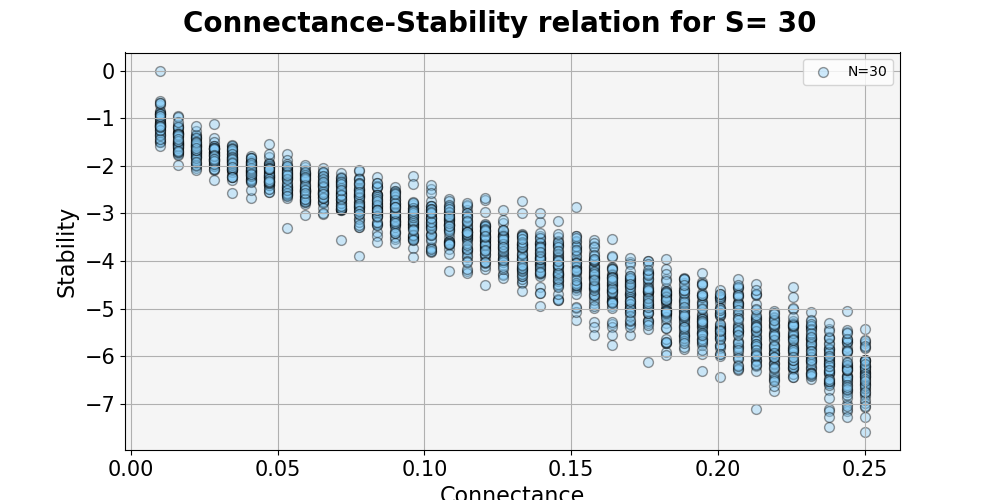 Connectance-Stability relation for S= 30
N=30
Stability
0
−1
−2
−3
−4
−5
−6
−7
0.00 0.05 0.10 0.15 0.20 0.25
Connectance